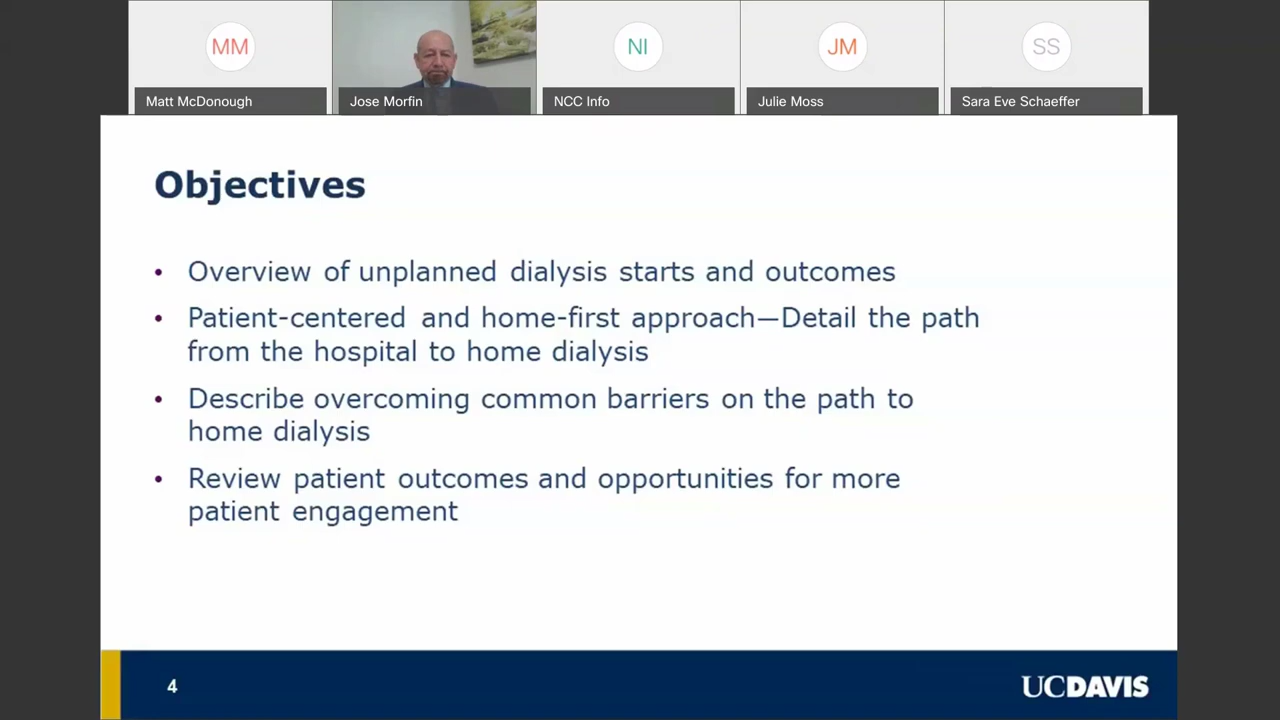 MM
Matt McDonough
Jose Morfin
NI
NCC Info
JM
Julie Moss
SS
Sara Eve Schaeffer
Objectives
• Overview of unplanned dialysis starts and outcomes
• Patient-centered and home-first approach—Detail the path
from the hospital to home dialysis
• Describe overcoming common barriers on the path to
home dialysis
• Review patient outcomes and opportunities for more
patient engagement
4
UCDAVIS